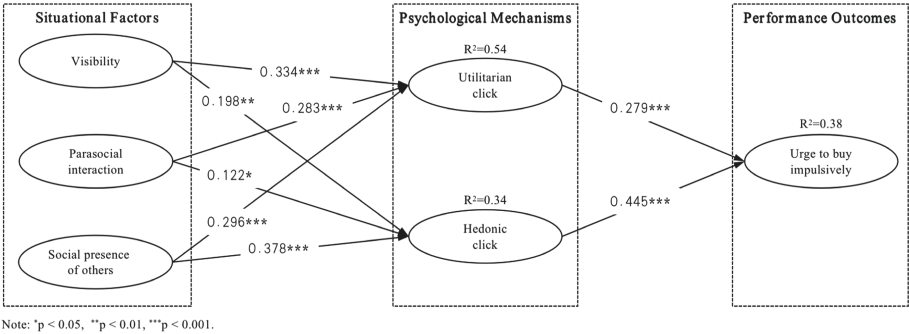 Situational Factors
Psychological Mechanisms
Performance Outcomes
Visibility
Parasocial
interaction
Social presence
of others
0.334***
0.198**
0.283***
0.122*
0.296***
0.378***
R²=0.54
Utilitarian
click
R²=0.34
Hedonic
click
0.279***
0.445***
R²=0.38
Urge to buy
impulsively
Note: *p < 0.05, **p < 0.01, ***p < 0.001.